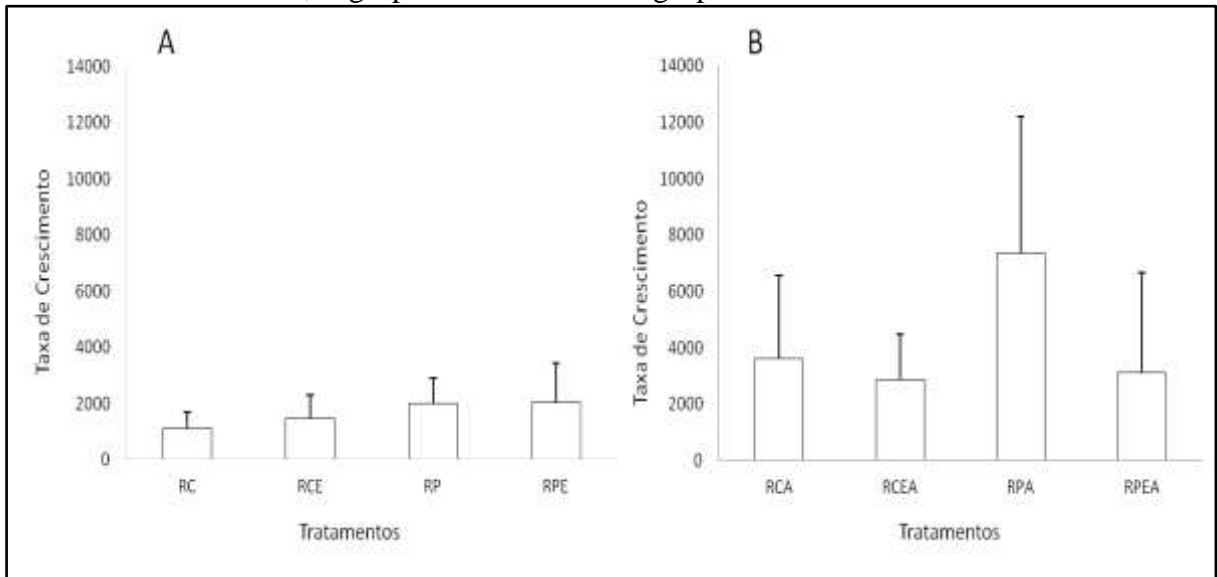 A
14000
12000
10000
8000
6000
4000
2000
0
Taxa de Crescimento
RC RCE RP RPE
Tratamentos
B
14000
12000
10000
8000
6000
4000
2000
0
Taxa de Crescimento
RCA RCEA RPA RPEA
Tratamentos